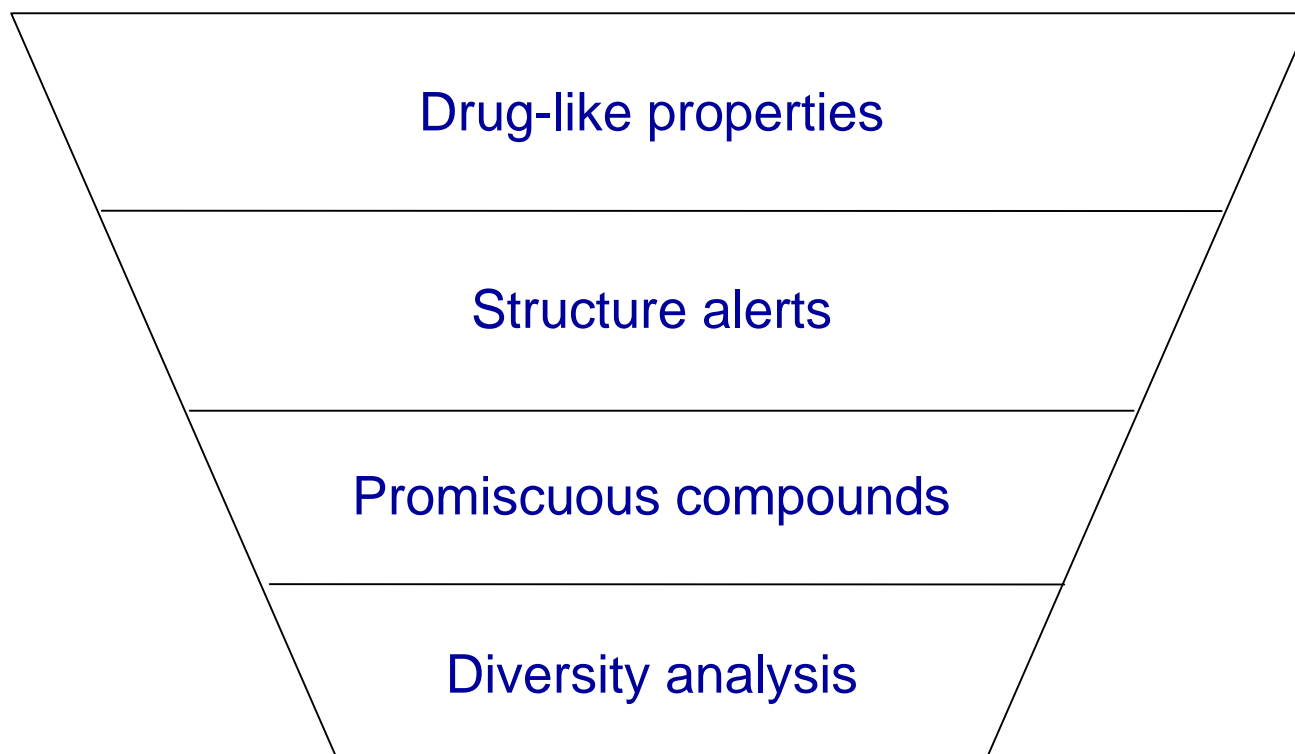 Drug-like properties
Structure alerts
Promiscuous compounds
Diversity analysis